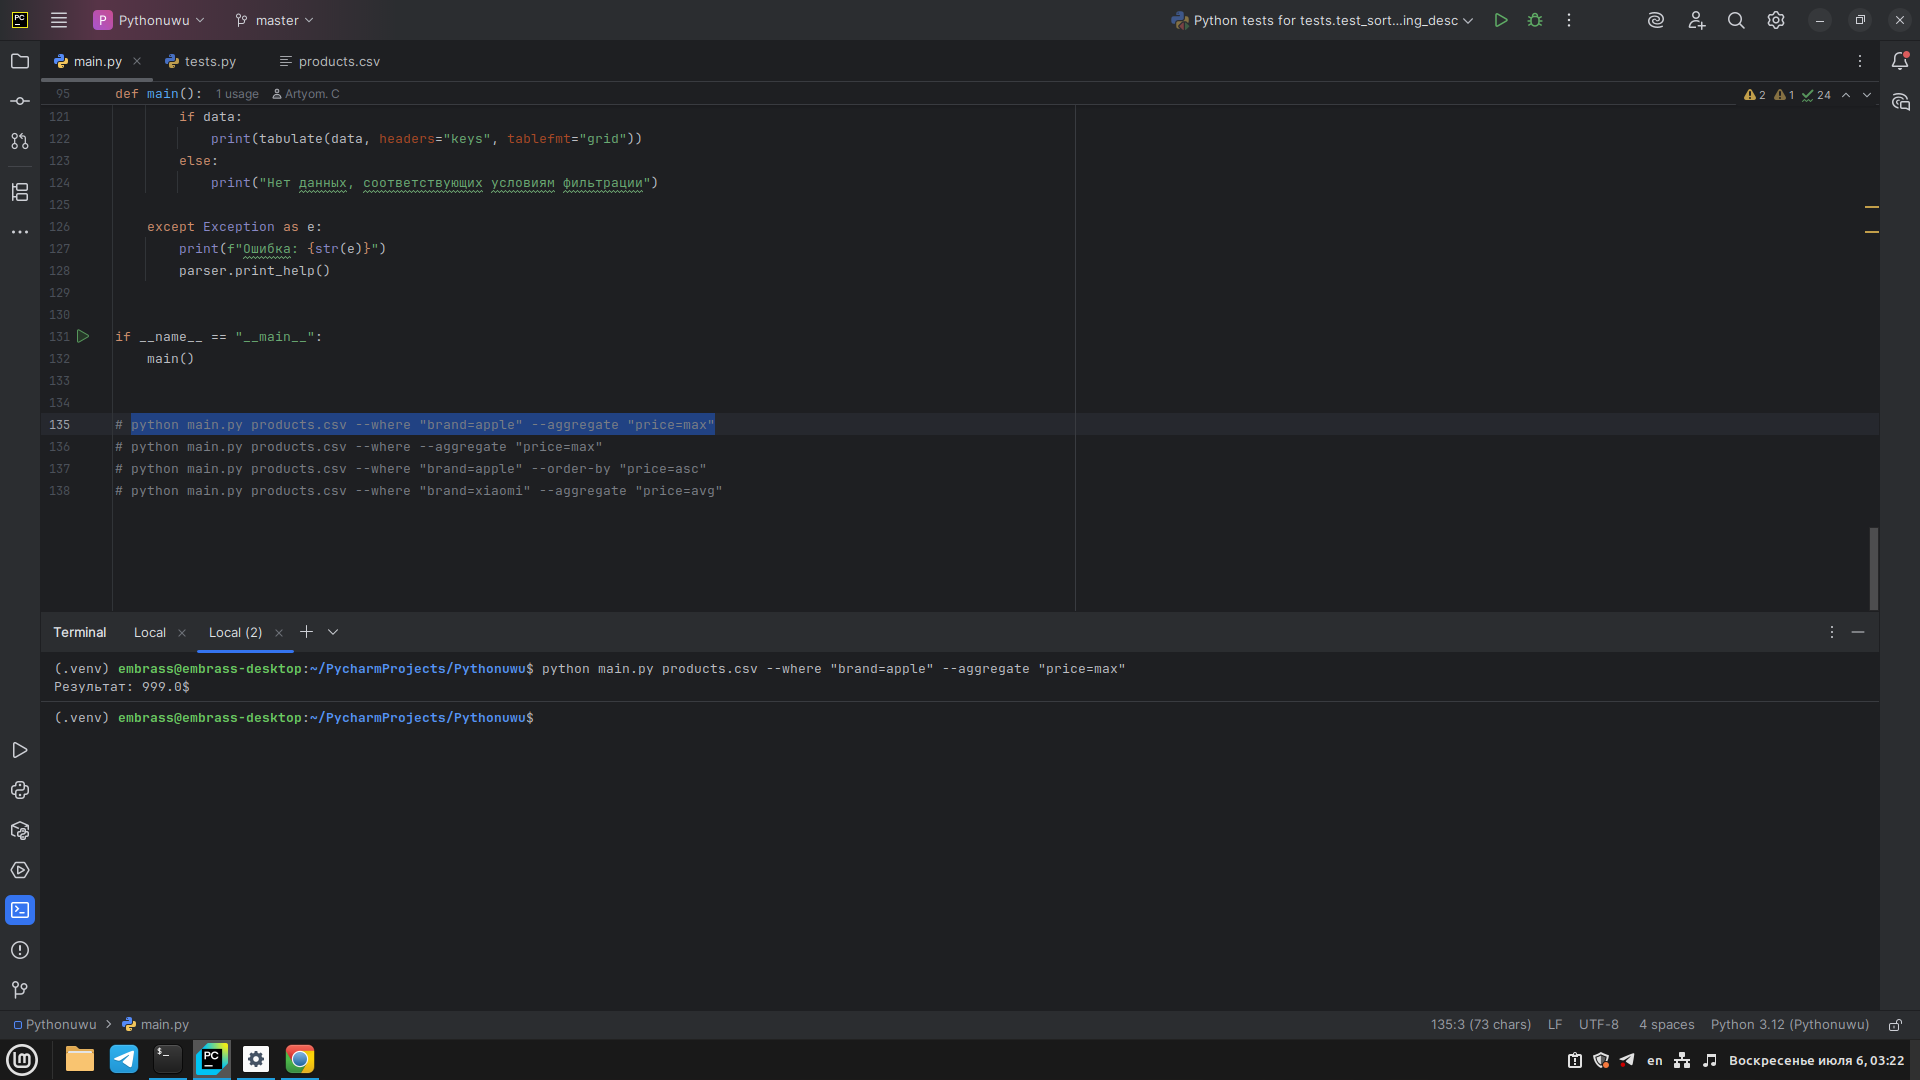 PC
P Pythonuwu
master
Python tests for tests.test_sort...ing_desc
main.py
tests.py
products.csv
95 def main(): 1 usage Artyom. C
2 1 24
121 if data:
122 print(tabulate(data, headers="keys", tablefmt="grid"))
123 else:
124 print("Нет данных, соответствующих условиям фильтрации")
125
126 except Exception as e:
127 print(f"Ошибка: {str(e)}")
128 parser.print_help()
129
130
131 if __name__ == "__main__":
132 main()
133
134
135 # python main.py products.csv --where "brand=apple" --aggregate "price=max"
136 # python main.py products.csv --where --aggregate "price=max"
137 # python main.py products.csv --where "brand=apple" --order-by "price=asc"
138 # python main.py products.csv --where "brand=xiaomi" --aggregate "price=avg"
Terminal Local Local (2)
(.venv) embrass@embrass-desktop:~/PycharmProjects/Pythonuwu$ python main.py products.csv --where "brand=apple" --aggregate "price=max"
Результат: 999.0$
(.venv) embrass@embrass-desktop:~/PycharmProjects/Pythonuwu$
Pythonuwu > main.py
135:3 (73 chars) LF UTF-8 4 spaces Python 3.12 (Pythonuwu)
PC
en
Воскресенье июля 6, 03:22